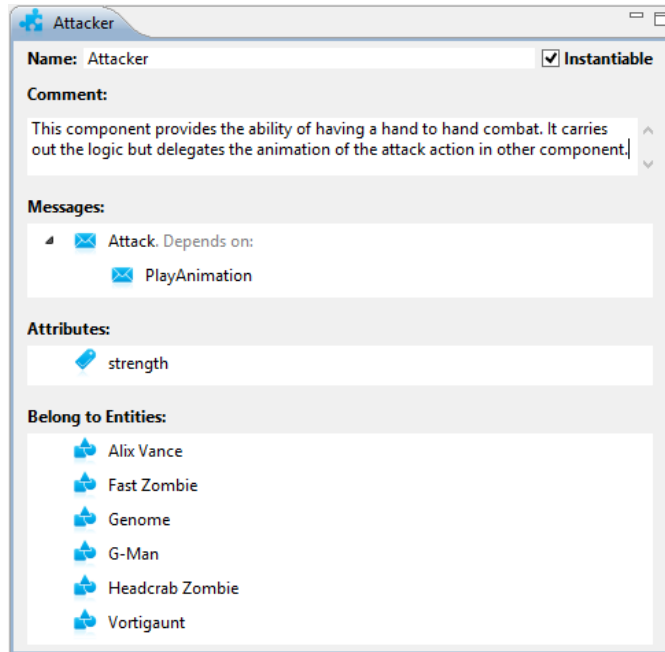 Attacker
Name: Attacker
Instantiable
Comment:
This component provides the ability of having a hand to hand combat. It carries
out the logic but delegates the animation of the attack action in other component.
Messages:
Attack. Depends on:
PlayAnimation
Attributes:
strength
Belong to Entities:
Alix Vance
Fast Zombie
Genome
G-Man
Headcrab Zombie
Vortigaunt